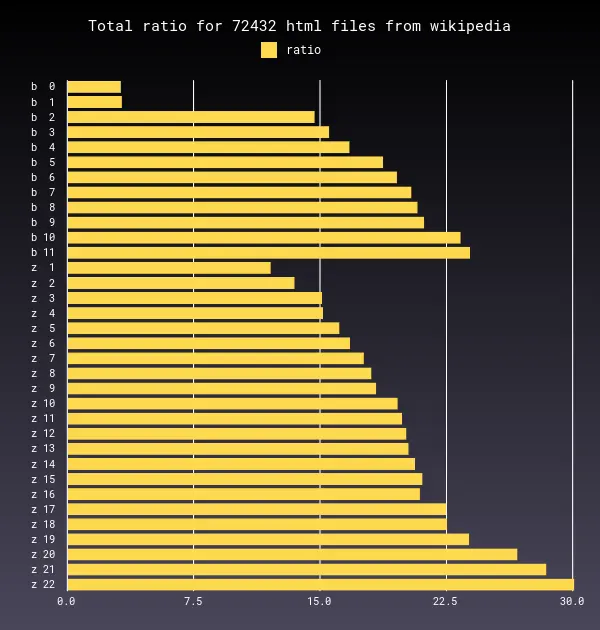 Total ratio for 72432 html files from wikipedia
ratio
b 0
b 1
b 2
b 3
b 4
b 5
b 6
b 7
b 8
b 9
b 10
b 11
z 1
z 2
z 3
z 4
z 5
z 6
z 7
z 8
z 9
z 10
z 11
z 12
z 13
z 14
z 15
z 16
z 17
z 18
z 19
z 20
z 21
z 22
0.0 7.5 15.0 22.5 30.0